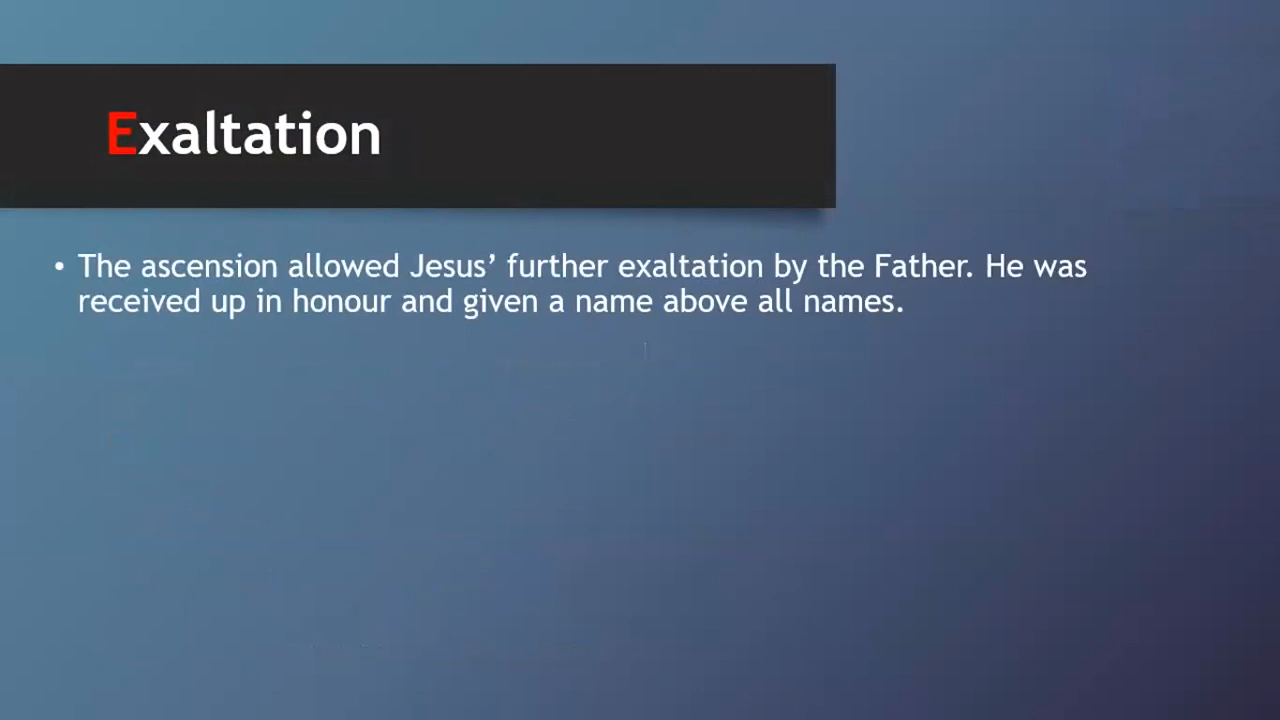 Exaltation
• The ascension allowed Jesus’ further exaltation by the Father. He was
received up in honour and given a name above all names.